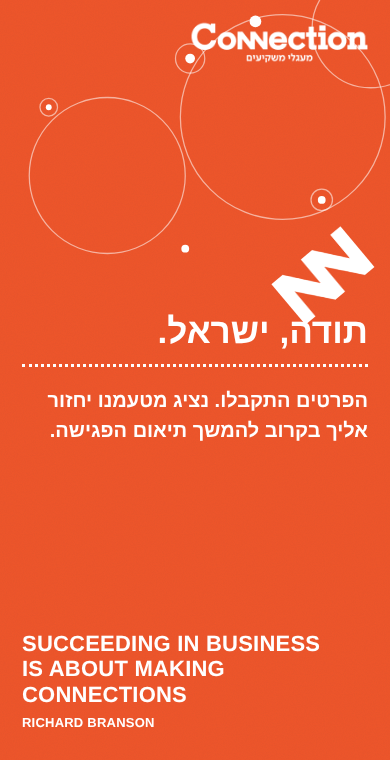 Connection
מעגלי משקיעים
תודה, ישראל.
הפרטים התקבלו. נציג מטעמנו יחזור
אליך בקרוב להמשך תיאום הפגישה.
SUCCEEDING IN BUSINESS
IS ABOUT MAKING
CONNECTIONS
RICHARD BRANSON